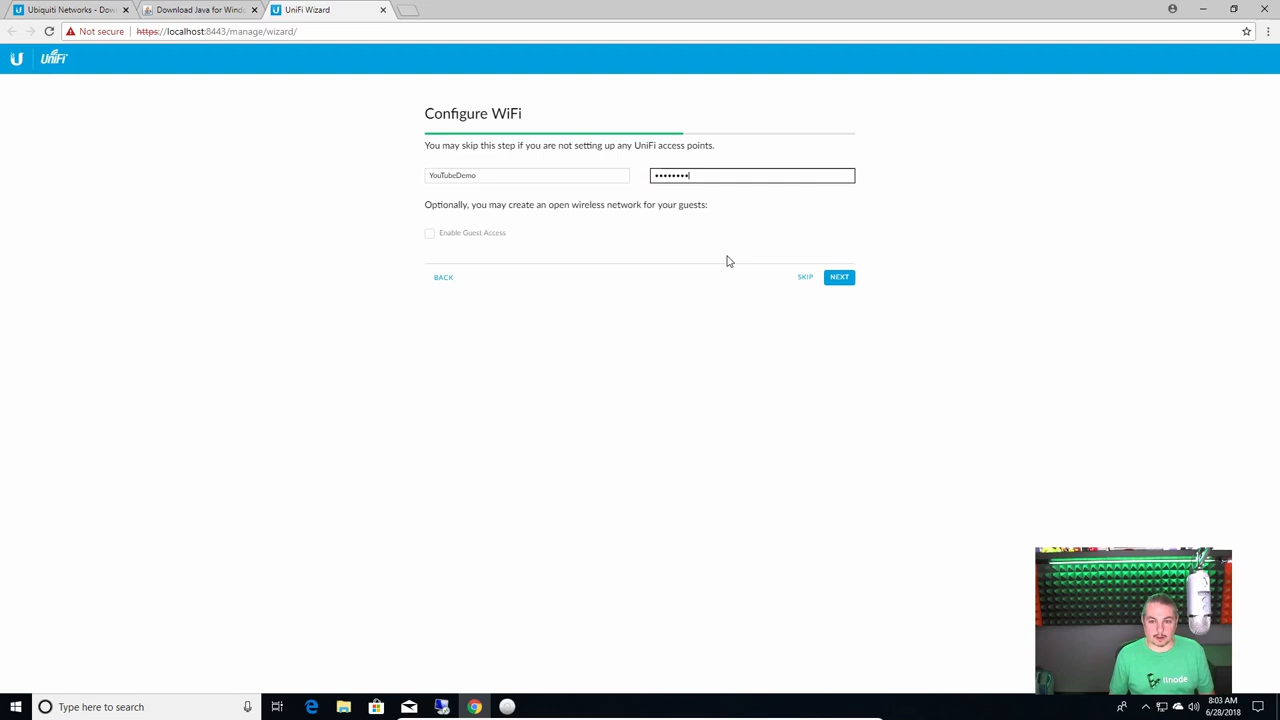 Ubiquiti Networks - Dow
Download Java for Windo
UniFi Wizard
Not secure
https://localhost:8443/manage/wizard/
UniFi
Configure WiFi
You may skip this step if you are not setting up any UniFi access points.
YouTubeDemo
••••••••
Optionally, you may create an open wireless network for your guests:
Enable Guest Access
BACK
SKIP
NEXT
linode
Type here to search
8:03 AM
6/28/2018